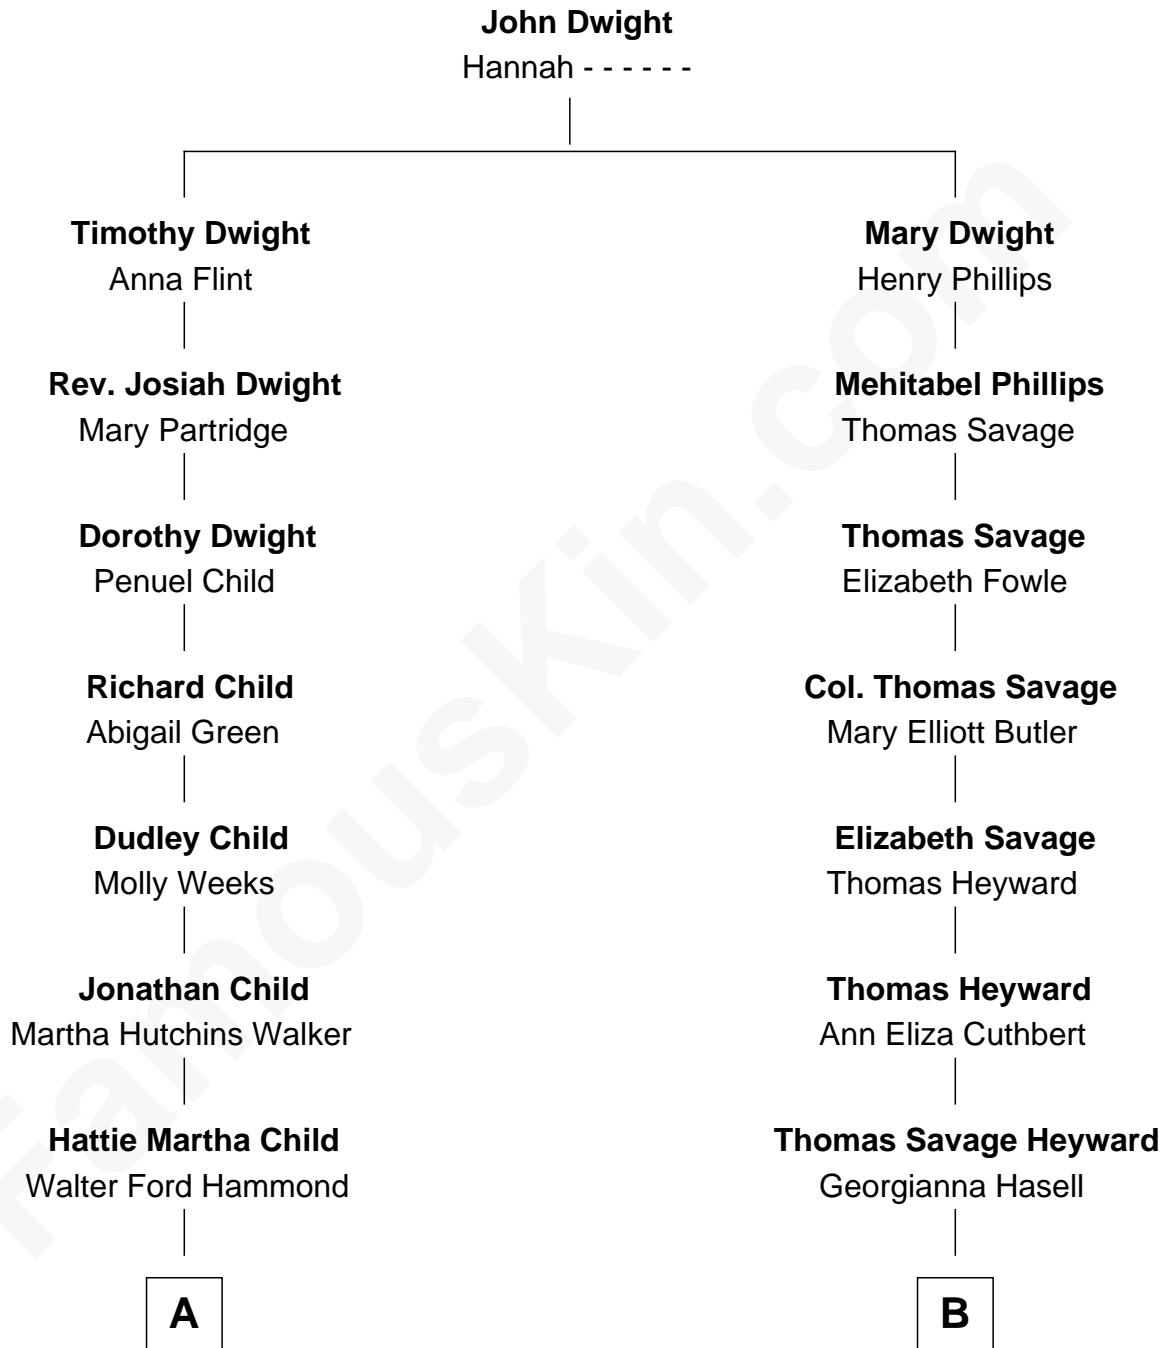 John Dwight
Hannah - - - - - -
Timothy Dwight
Anna Flint
Mary Dwight
Henry Phillips
Rev. Josiah Dwight
Mary Partridge
Mehitabel Phillips
Thomas Savage
Dorothy Dwight
Penuel Child
Thomas Savage
Elizabeth Fowle
Richard Child
Abigail Green
Col. Thomas Savage
Mary Elliott Butler
Dudley Child
Molly Weeks
Elizabeth Savage
Thomas Heyward
Jonathan Child
Martha Hutchins Walker
Thomas Heyward
Ann Eliza Cuthbert
Hattie Martha Child
Walter Ford Hammond
Thomas Savage Heyward
Georgianna Hasell
A
B
FamousKin.com